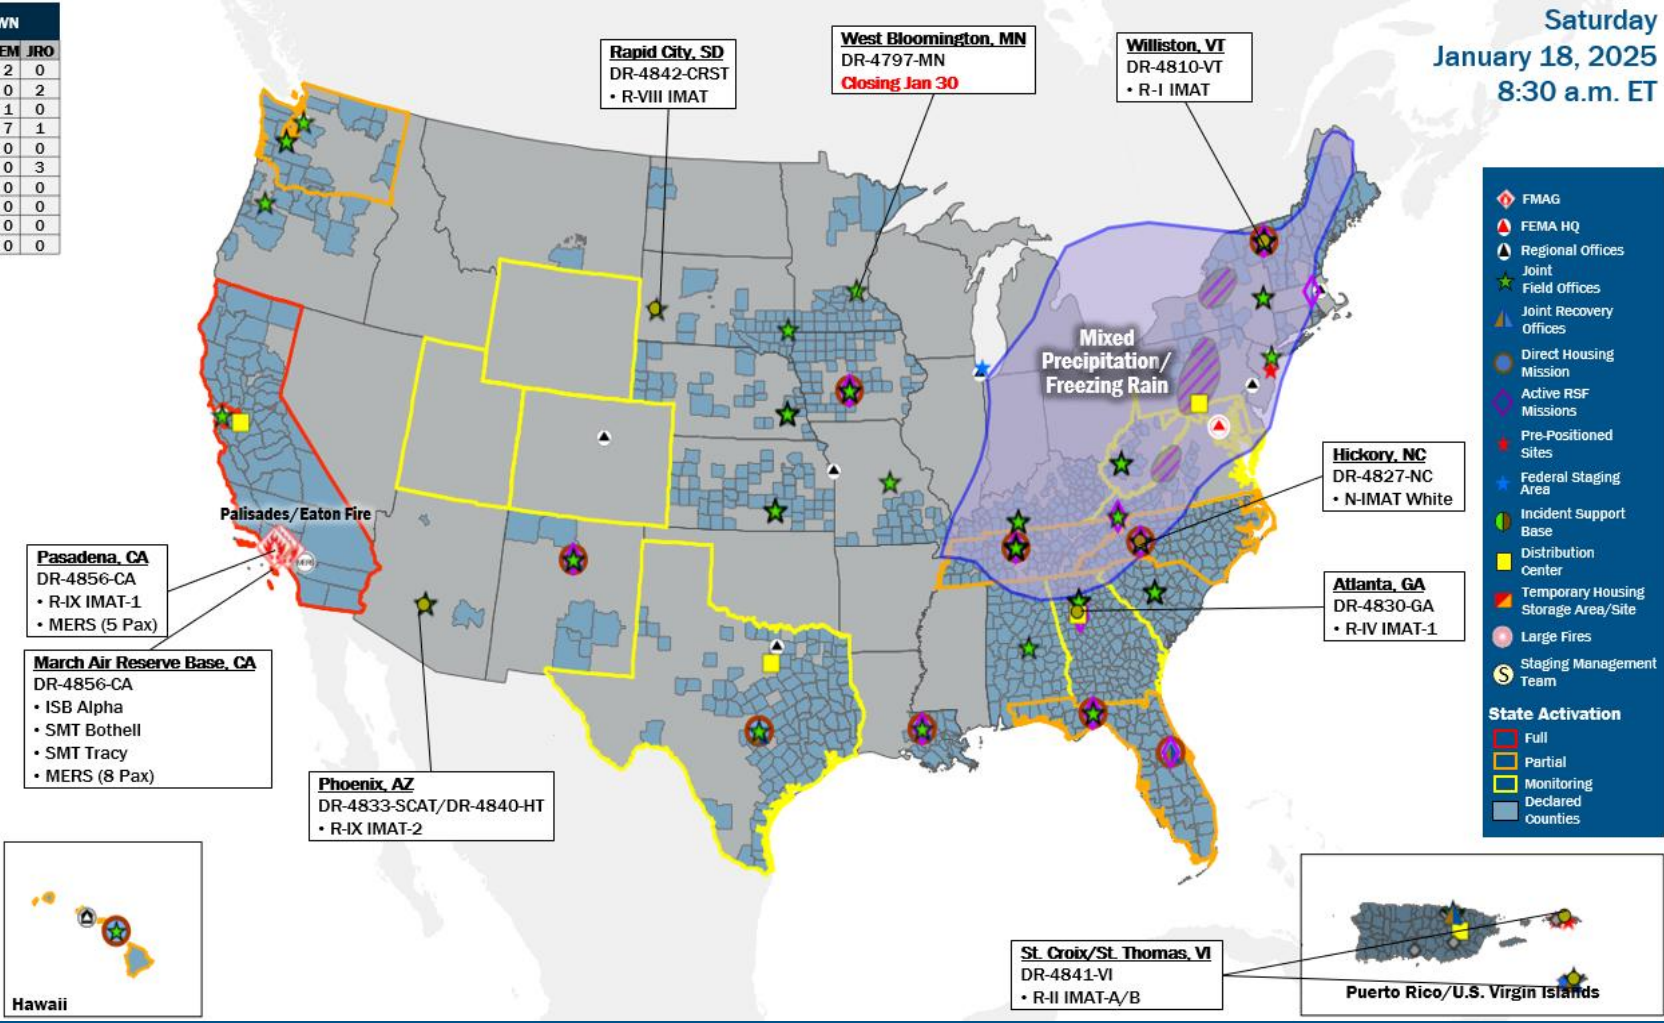 WN
EM JRO
2 0
0 2
1 0
7 1
0 0
0 3
0 0
0 0
0 0
0 0
Saturday
January 18, 2025
8:30 a.m. ET
Rapid City, SD
DR-4842-CRST
• R-VIII IMAT
West Bloomington, MN
DR-4797-MN
Closing Jan 30
Williston, VT
DR-4810-VT
• R-I IMAT
Mixed
Precipitation/
Freezing Rain
Hickory, NC
DR-4827-NC
• N-IMAT White
Atlanta, GA
DR-4830-GA
• R-IV IMAT-1
Palisades/Eaton Fire
MERS
Pasadena, CA
DR-4856-CA
• R-IX IMAT-1
• MERS (5 Pax)
March Air Reserve Base, CA
DR-4856-CA
• ISB Alpha
• SMT Bothell
• SMT Tracy
• MERS (8 Pax)
Phoenix, AZ
DR-4833-SCAT/DR-4840-HT
• R-IX IMAT-2
St. Croix/St. Thomas, VI
DR-4841-VI
• R-II IMAT-A/B
Hawaii
Puerto Rico/U.S. Virgin Islands
FMAG
FEMA HQ
Regional Offices
Joint
Field Offices
Joint Recovery
Offices
Direct Housing
Mission
Active RSF
Missions
Pre-Positioned
Sites
Federal Staging
Area
Incident Support
Base
Distribution
Center
Temporary Housing
Storage Area/Site
Large Fires
S
Staging Management
Team
State Activation
Full
Partial
Monitoring
Declared
Counties